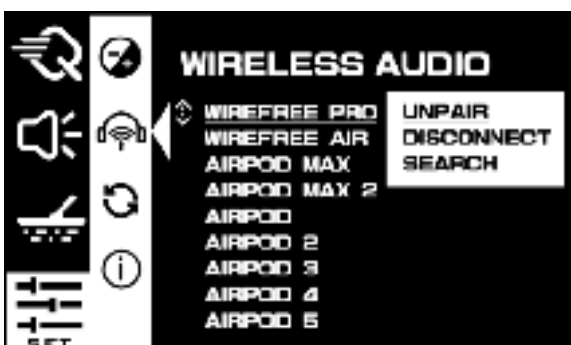 WIRELESS AUDIO
WIREFREE PRO
WIREFREE AIR
AIRPOD MAX
AIRPOD MAX 2
AIRPOD
AIRPOD 2
AIRPOD 3
AIRPOD 4
AIRPOD 5
UNPAIR
DISCONNECT
SEARCH
SET